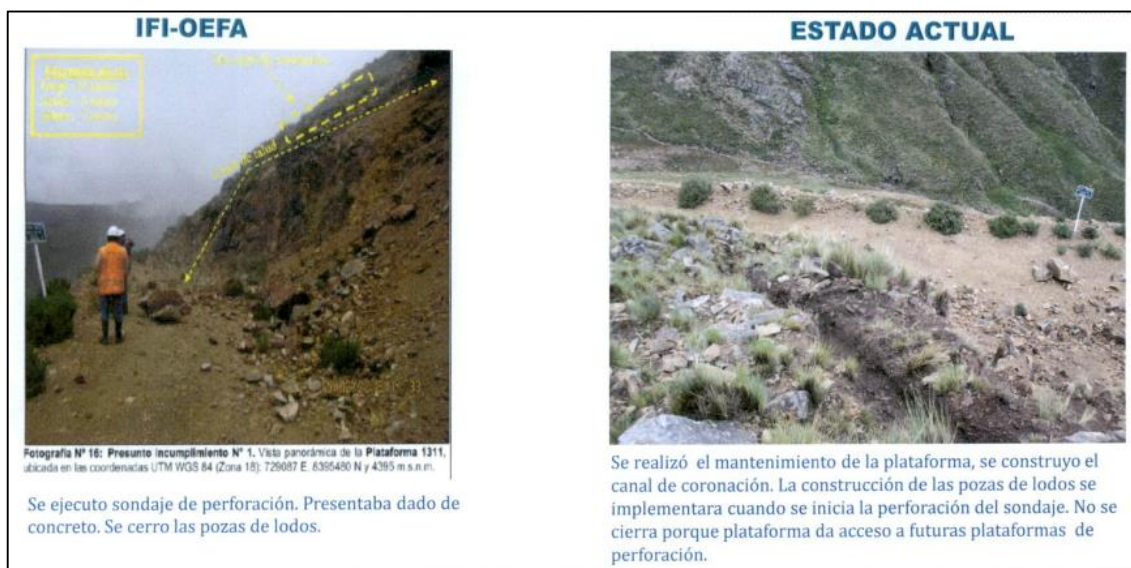 IFI-OEFA
Fotografía Nº 16: Presunto incumplimiento Nº 1. Vista panorámica de la Plataforma 1311,
ubicada en las coordenadas UTM WGS 84 (Zona 18): 729087 E, 8395480 N y 4395 m.s.n.m.
Se ejecuto sondaje de perforación. Presentaba dado de
concreto. Se cerro las pozas de lodos.
ESTADO ACTUAL
Se realizó el mantenimiento de la plataforma, se construyo el
canal de coronación. La construcción de las pozas de lodos se
implementara cuando se inicia la perforación del sondaje. No se
cierra porque plataforma da acceso a futuras plataformas de
perforación.